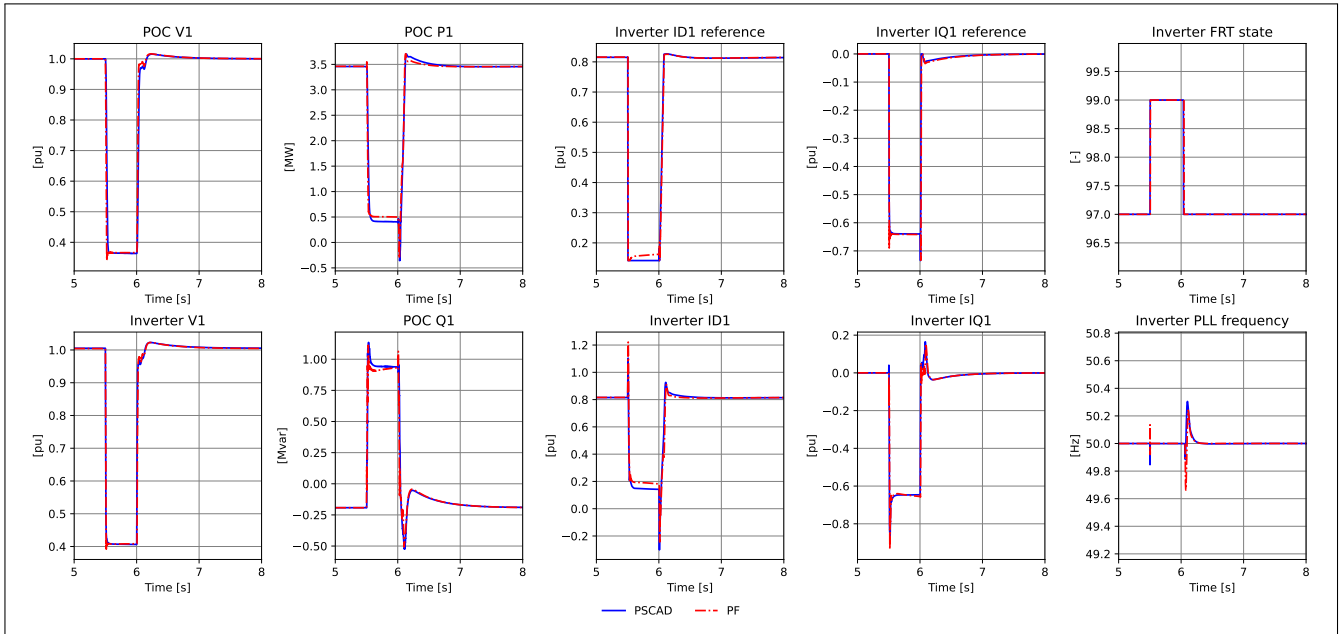 POC V1
POC P1
Inverter ID1 reference
Inverter IQ1 reference
Inverter FRT state
1.0
0.9
0.8
0.7
0.6
0.5
0.4
[pu]
5 6 7 8
Time [s]
3.5
3.0
2.5
2.0
1.5
1.0
0.5
0.0
−0.5
[MW]
5 6 7 8
Time [s]
0.8
0.7
0.6
0.5
0.4
0.3
0.2
[pu]
5 6 7 8
Time [s]
0.0
−0.1
−0.2
−0.3
−0.4
−0.5
−0.6
−0.7
[pu]
5 6 7 8
Time [s]
99.5
99.0
98.5
98.0
97.5
97.0
96.5
[-]
5 6 7 8
Time [s]
Inverter V1
POC Q1
Inverter ID1
Inverter IQ1
Inverter PLL frequency
1.0
0.9
0.8
0.7
0.6
0.5
0.4
[pu]
5 6 7 8
Time [s]
1.00
0.75
0.50
0.25
0.00
−0.25
−0.50
[Mvar]
5 6 7 8
Time [s]
1.2
1.0
0.8
0.6
0.4
0.2
0.0
−0.2
[pu]
5 6 7 8
Time [s]
0.2
0.0
−0.2
−0.4
−0.6
−0.8
[pu]
5 6 7 8
Time [s]
50.8
50.6
50.4
50.2
50.0
49.8
49.6
49.4
49.2
[Hz]
5 6 7 8
Time [s]
PSCAD PF